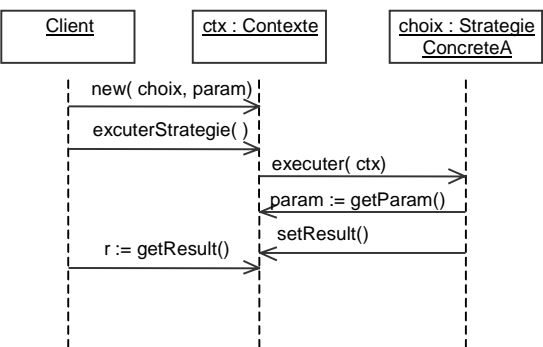 Client
ctx : Contexte
choix : Strategie
ConcreteA
new( choix, param)
excuterStrategie( )
executer( ctx)
param := getParam()
setResult()
r := getResult()